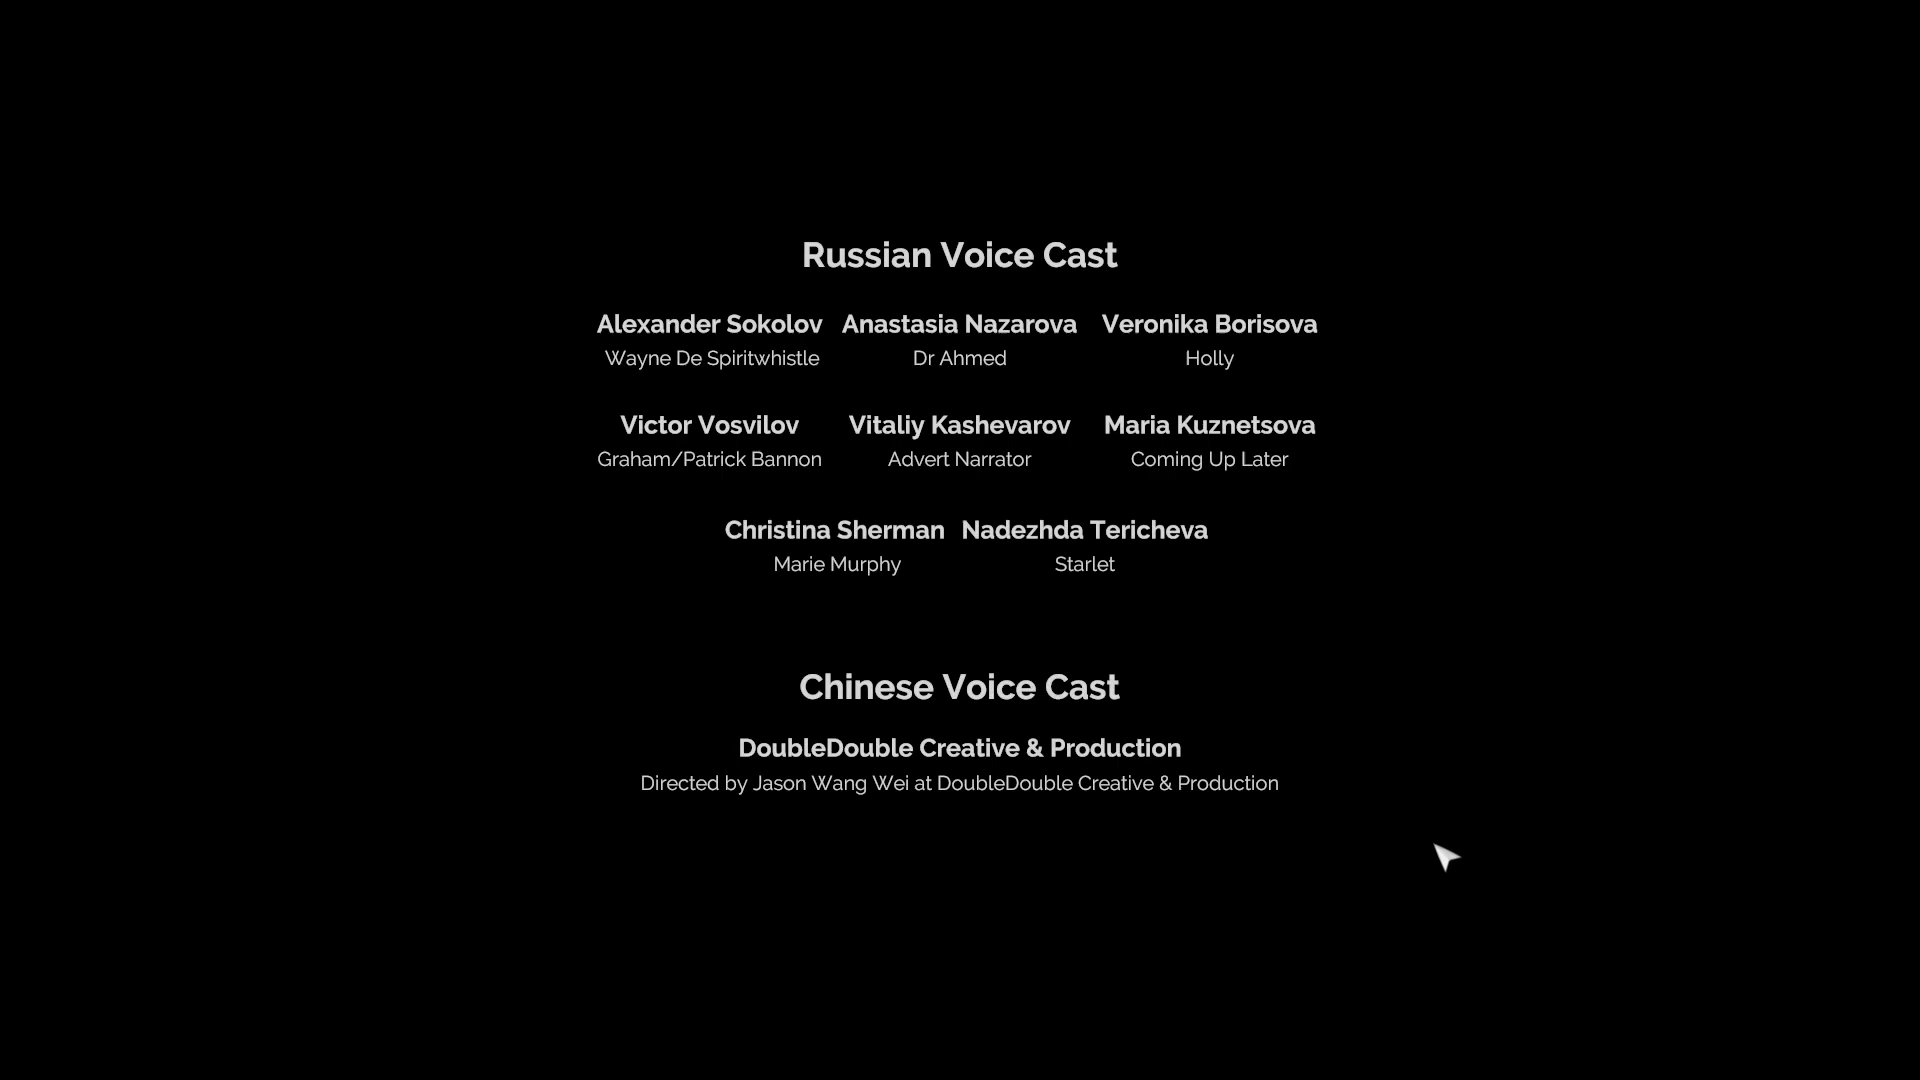 Russian Voice Cast
Alexander Sokolov Anastasia Nazarova Veronika Borisova
Wayne De Spiritwhistle Dr Ahmed Holly
Victor Vosvilov Vitaliy Kashevarov Maria Kuznetsova
Graham/Patrick Bannon Advert Narrator Coming Up Later
Christina Sherman Nadezhda Tericheva
Marie Murphy Starlet
Chinese Voice Cast
DoubleDouble Creative & Production
Directed by Jason Wang Wei at DoubleDouble Creative & Production